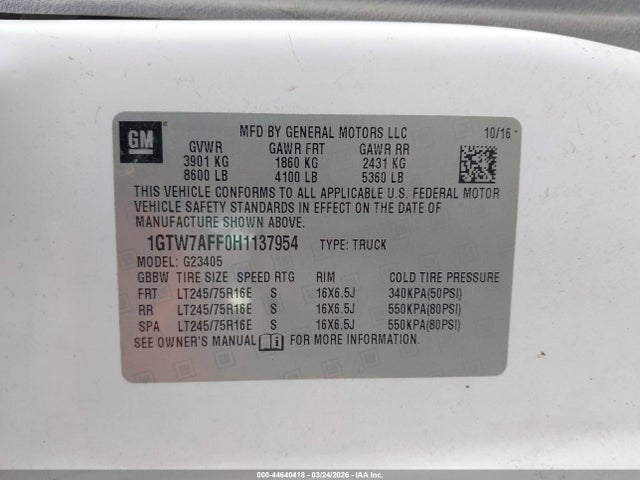 GM
MFD BY GENERAL MOTORS LLC 10/16
GVWR GAWR FRT GAWR RR
3901 KG 1860 KG 2431 KG
8600 LB 4100 LB 5360 LB
THIS VEHICLE CONFORMS TO ALL APPLICABLE U.S. FEDERAL MOTOR
VEHICLE SAFETY STANDARDS IN EFFECT ON THE DATE OF
MANUFACTURE SHOWN ABOVE.
1GTW7AFF0H1137954 TYPE: TRUCK
MODEL: G23405
GBBW TIRE SIZE SPEED RTG RIM COLD TIRE PRESSURE
FRT LT245/75R16E S 16X6.5J 340KPA(50PSI)
RR LT245/75R16E S 16X6.5J 550KPA(80PSI)
SPA LT245/75R16E S 16X6.5J 550KPA(80PSI)
SEE OWNER'S MANUAL FOR MORE INFORMATION.
000-44640418 - 03/24/2026 - IAAI.com